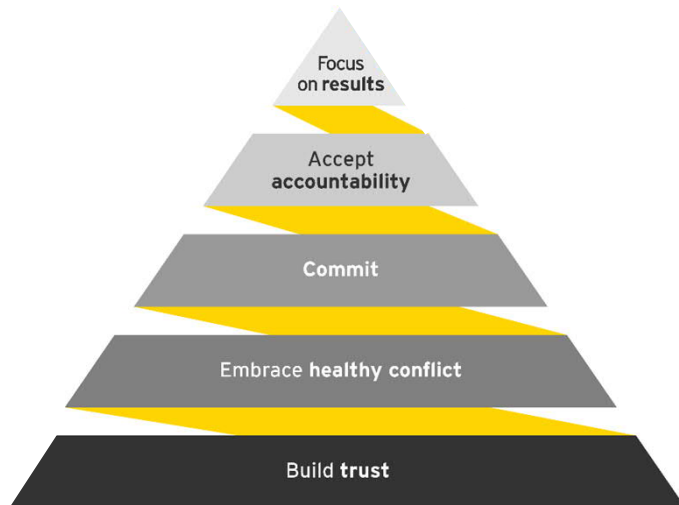 Focus
on results
Accept
accountability
Commit
Embrace healthy conflict
Build trust